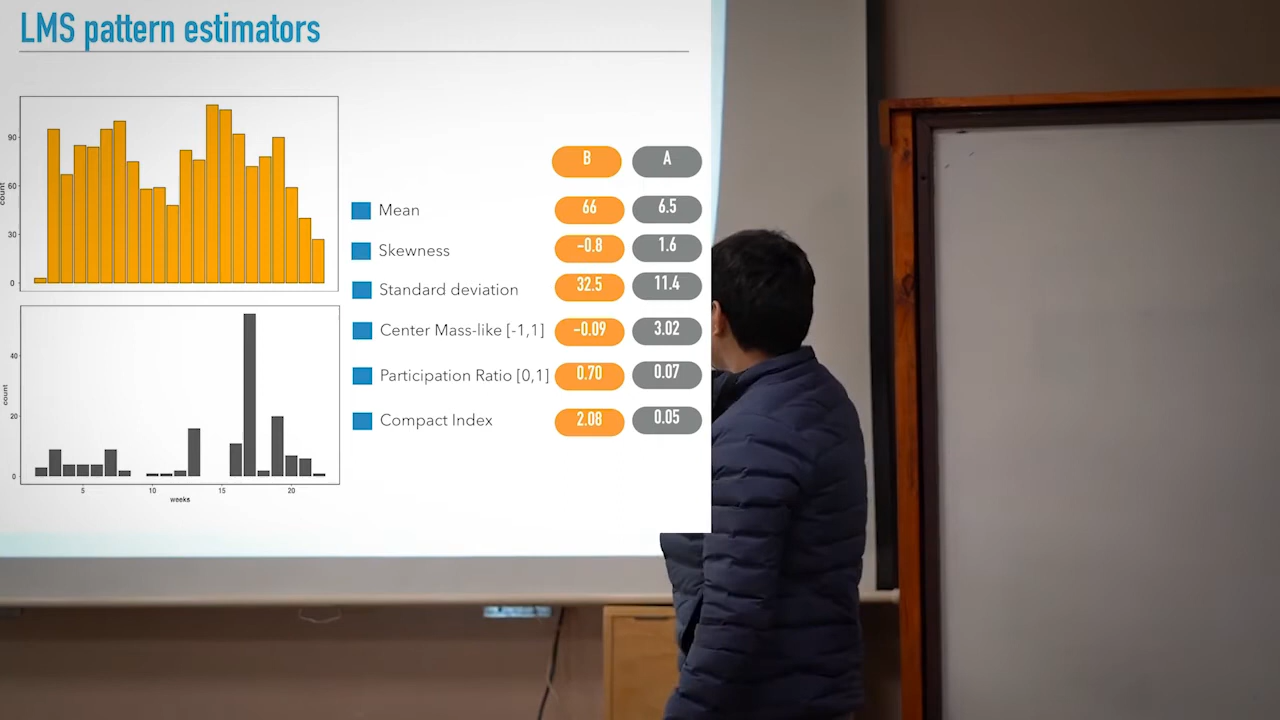 LMS pattern estimators
count
90
60
30
0
count
40
20
0
5 10 15 20
weeks
B A
Mean 66 6.5
Skewness -0.8 1.6
Standard deviation 32.5 11.4
Center Mass-like [-1,1] -0.09 3.02
Participation Ratio [0,1] 0.70 0.07
Compact Index 2.08 0.05